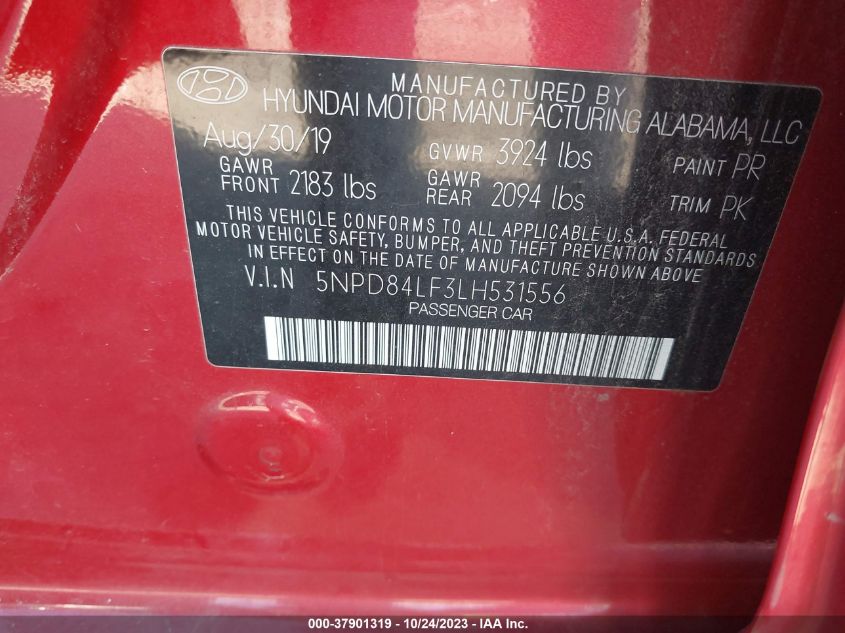 MANUFACTURED BY
HYUNDAI MOTOR MANUFACTURING ALABAMA, LLC
Aug/30/19 GVWR 3924 lbs PAINT PR
GAWR FRONT 2183 lbs GAWR REAR 2094 lbs TRIM PK
THIS VEHICLE CONFORMS TO ALL APPLICABLE U.S.A. FEDERAL
MOTOR VEHICLE SAFETY, BUMPER, AND THEFT PREVENTION STANDARDS
IN EFFECT ON THE DATE OF MANUFACTURE SHOWN ABOVE
V.I.N 5NPD84LF3LH531556
PASSENGER CAR
000-37901319 - 10/24/2023 - IAA Inc.